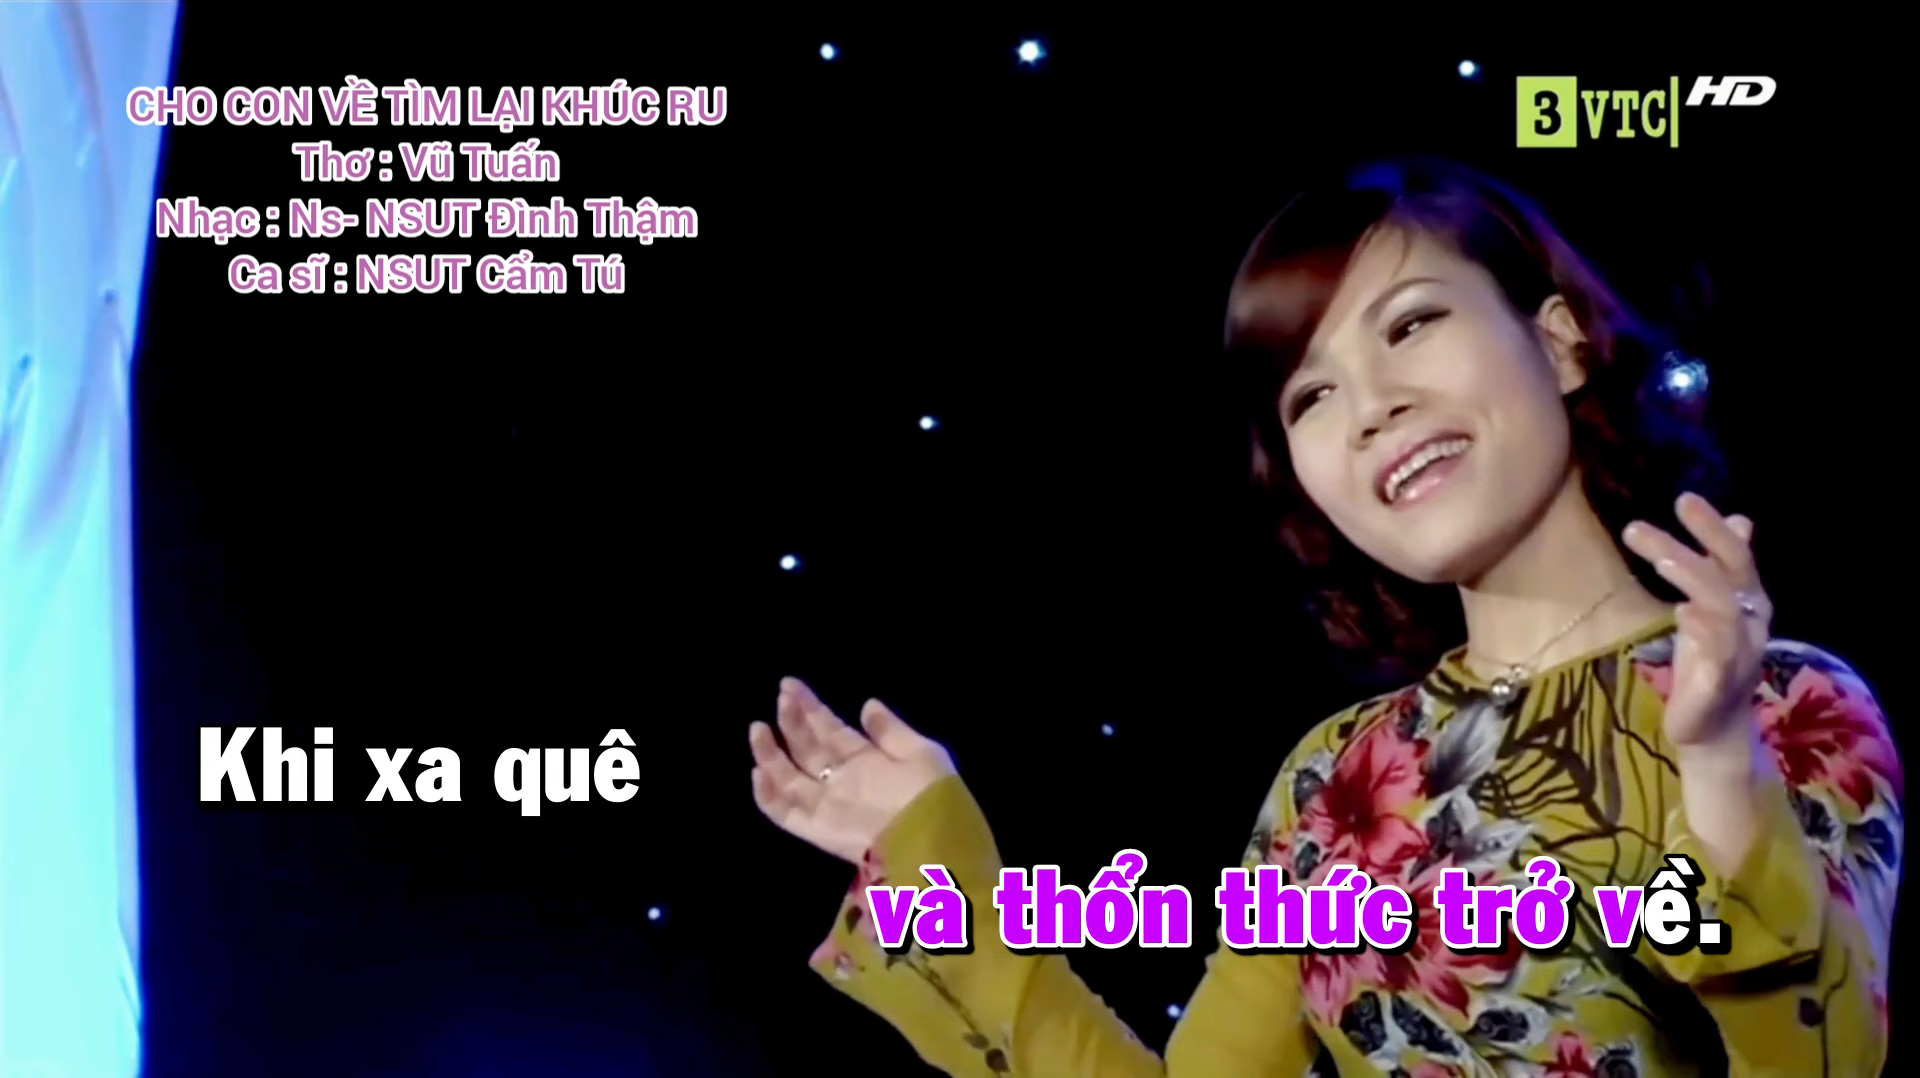 CHO CON VỀ TÌM LẠI KHÚC RU
Thơ : Vũ Tuấn
Nhạc : Ns- NSUT Đình Thậm
Ca sĩ : NSUT Cẩm Tú
3 VTC HD
Khi xa quê
và thổn thức trở về.